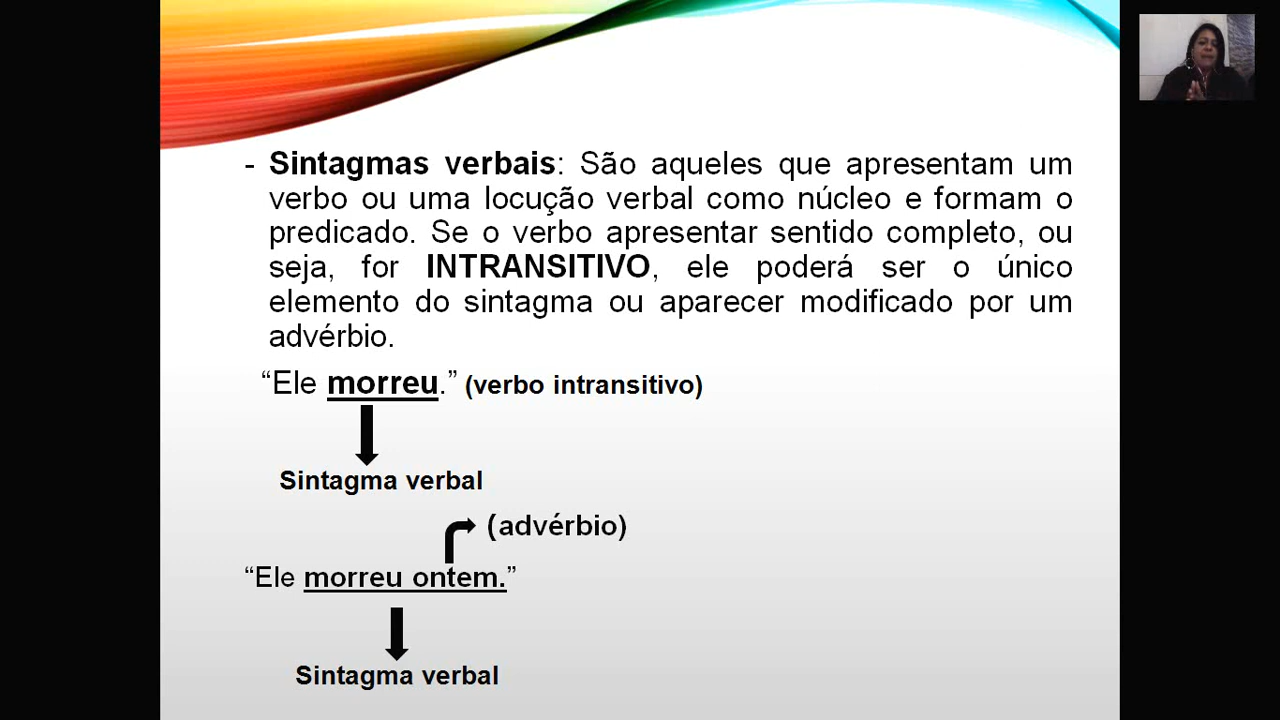 - Sintagmas verbais: São aqueles que apresentam um
verbo ou uma locução verbal como núcleo e formam o
predicado. Se o verbo apresentar sentido completo, ou
seja, for INTRANSITIVO, ele poderá ser o único
elemento do sintagma ou aparecer modificado por um
advérbio.
“Ele morreu.” (verbo intransitivo)
Sintagma verbal
(advérbio)
“Ele morreu ontem.”
Sintagma verbal